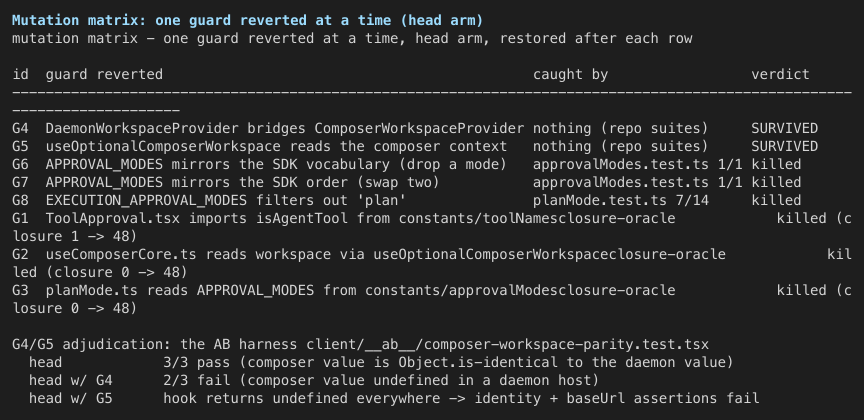 Mutation matrix: one guard reverted at a time (head arm)
mutation matrix — one guard reverted at a time, head arm, restored after each row
id  guard reverted                                         caught by                verdict
────────────────────────────────────────────────────────────────────────────────────────────────────
────────────────────
G4  DaemonWorkspaceProvider bridges ComposerWorkspaceProvider nothing (repo suites)     SURVIVED
G5  useOptionalComposerWorkspace reads the composer context   nothing (repo suites)     SURVIVED
G6  APPROVAL_MODES mirrors the SDK vocabulary (drop a mode)   approvalModes.test.ts 1/1 killed
G7  APPROVAL_MODES mirrors the SDK order (swap two)           approvalModes.test.ts 1/1 killed
G8  EXECUTION_APPROVAL_MODES filters out 'plan'               planMode.test.ts 7/14     killed
G1  ToolApproval.tsx imports isAgentTool from constants/toolNamesclosure-oracle            killed (c
losure 1 -> 48)
G2  useComposerCore.ts reads workspace via useOptionalComposerWorkspaceclosure-oracle            kil
led (closure 0 -> 48)
G3  planMode.ts reads APPROVAL_MODES from constants/approvalModesclosure-oracle            killed (c
losure 0 -> 48)
G4/G5 adjudication: the AB harness client/__ab__/composer-workspace-parity.test.tsx
  head            3/3 pass (composer value is Object.is-identical to the daemon value)
  head w/ G4      2/3 fail (composer value undefined in a daemon host)
  head w/ G5      hook returns undefined everywhere -> identity + baseUrl assertions fail